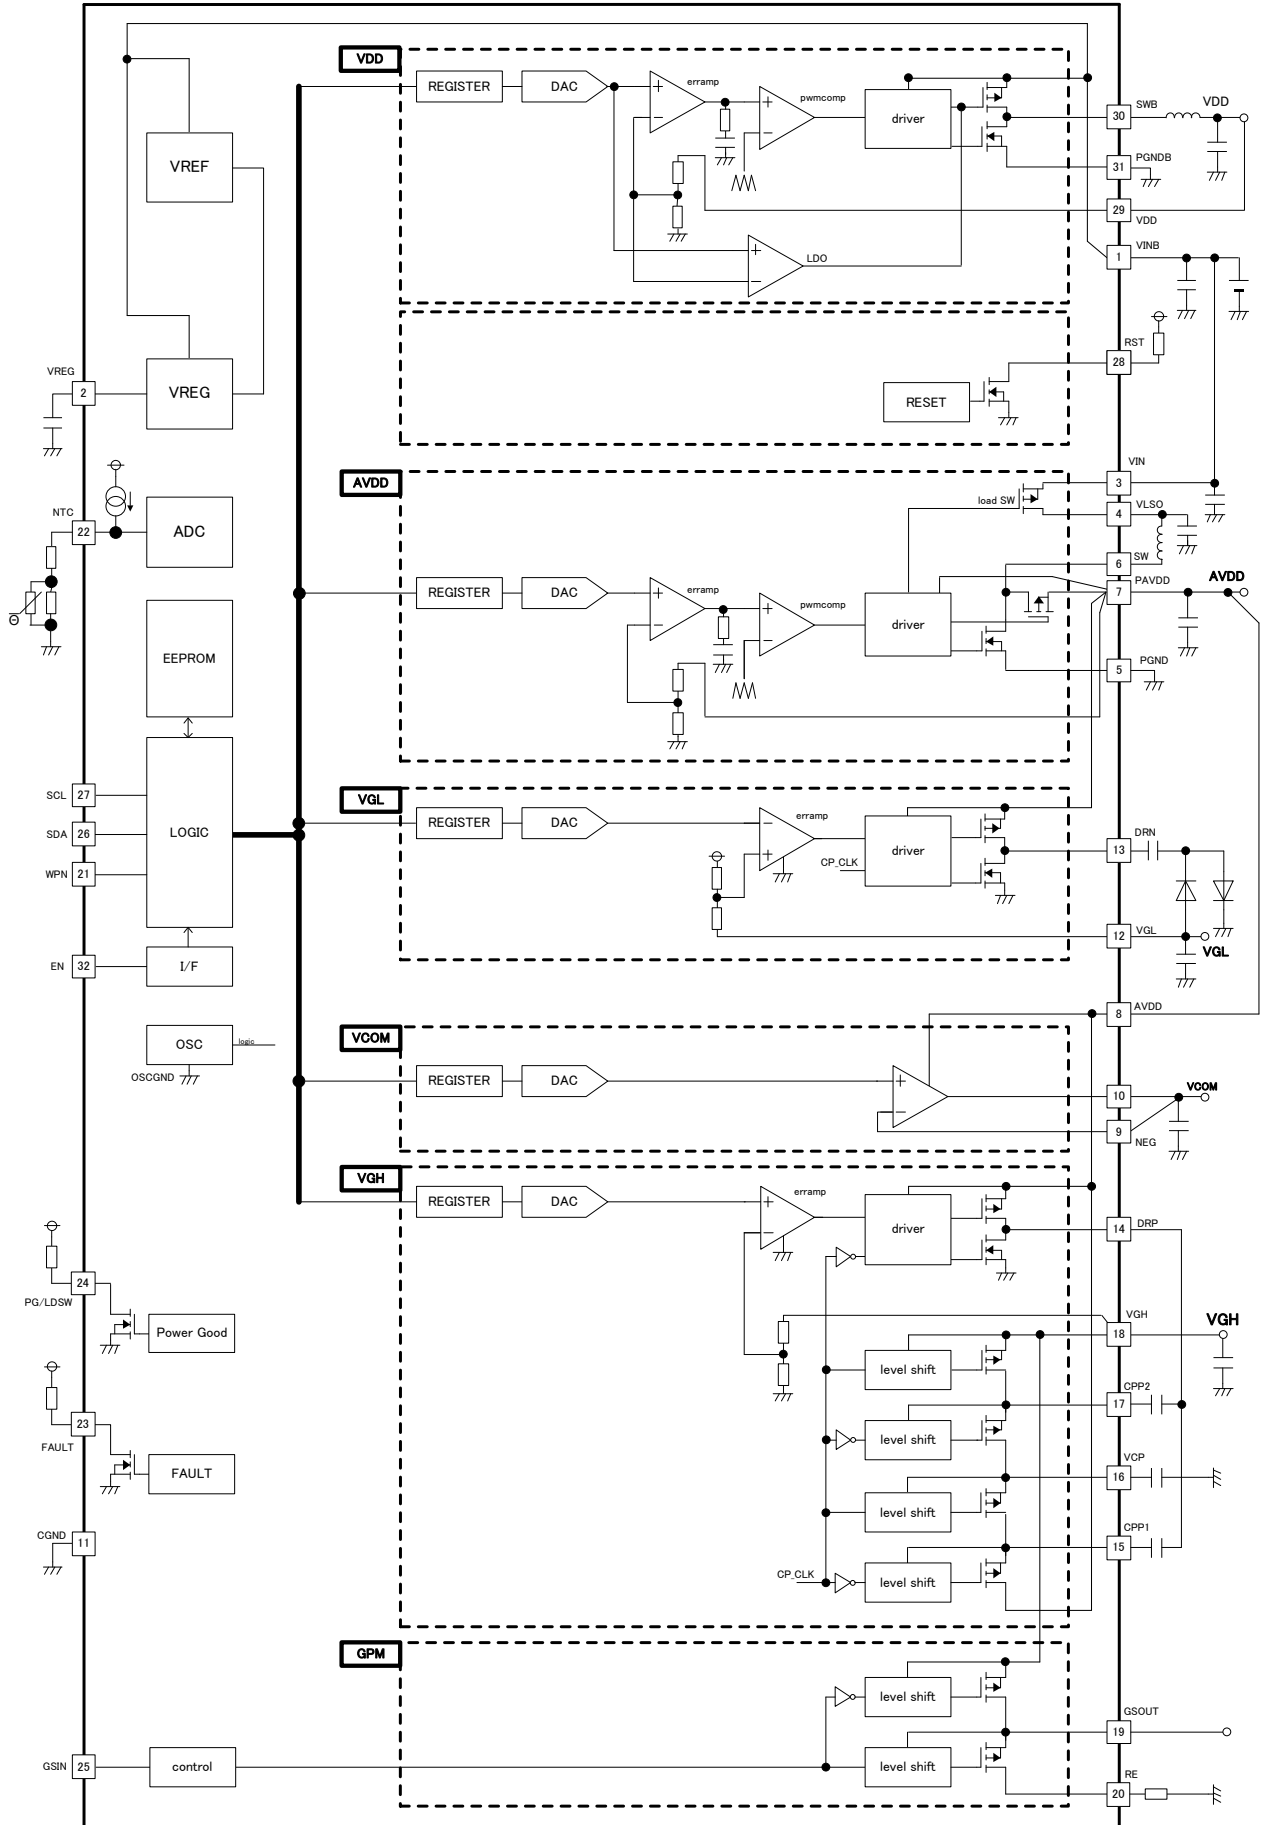 VDD
REGISTER
DAC
erramp
pwmcomp
driver
LDO
30
SWB
VDD
31
PGNDB
29
VDD
1
VINB
VREF
VREG
2
VREG
RESET
28
RST
AVDD
REGISTER
DAC
erramp
pwmcomp
driver
load SW
3
VIN
4
VLSO
6
SW
7
PAVDD
AVDD
5
PGND
NTC
22
ADC
EEPROM
SCL
27
SDA
26
WPN
21
LOGIC
EN
32
I/F
OSC
logic
OSCGND
VGL
REGISTER
DAC
erramp
CP_CLK
driver
13
DRN
12
VGL
VGL
8
AVDD
VCOM
REGISTER
DAC
10
VCOM
9
NEG
VGH
REGISTER
DAC
erramp
driver
14
DRP
18
VGH
VGH
level shift
17
CPP2
level shift
16
VCP
level shift
15
CPP1
CP_CLK
level shift
24
PG/LDSW
Power Good
23
FAULT
FAULT
CGND
11
GPM
level shift
19
GSOUT
GSIN
25
control
level shift
20
RE